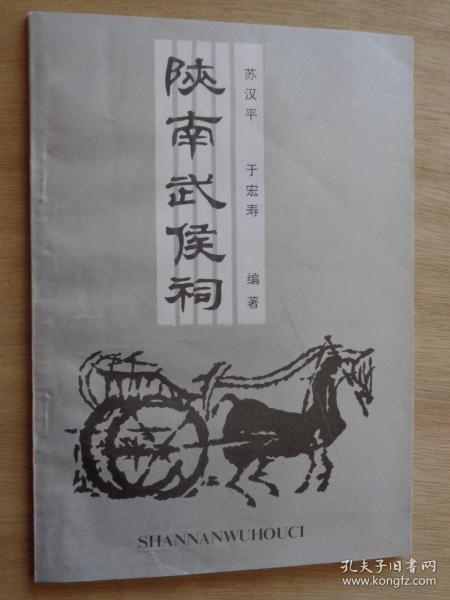 陕南武侯祠
苏汉平 于宏寿 编著
SHANNANWUHOUCI
孔夫子旧书网
www.kongfz.com